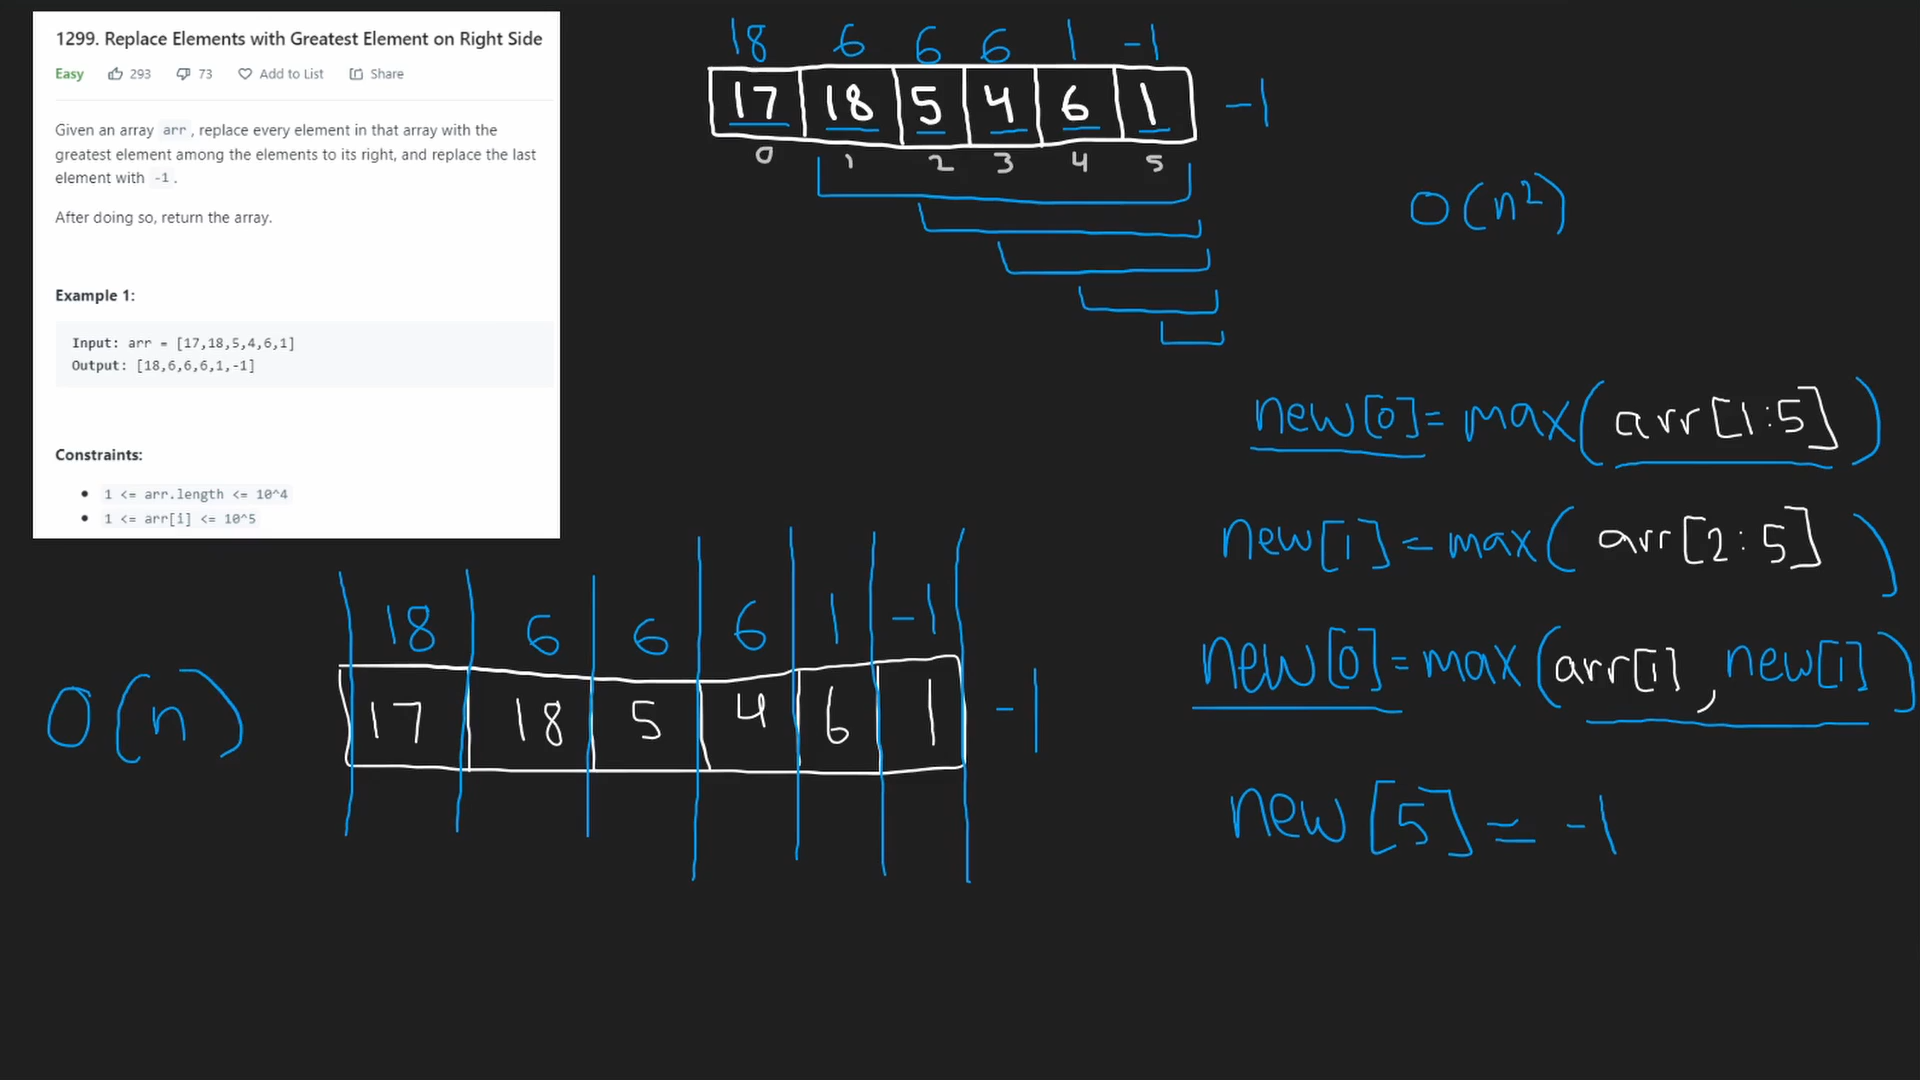 1299. Replace Elements with Greatest Element on Right Side
Easy 293 73 Add to List Share
Given an array arr, replace every element in that array with the
greatest element among the elements to its right, and replace the last
element with -1.
After doing so, return the array.
Example 1:
Input: arr = [17,18,5,4,6,1]
Output: [18,6,6,6,1,-1]
Constraints:
1 <= arr.length <= 10^4
1 <= arr[i] <= 10^5
18 6 6 6 1 -1
17 18 5 4 6 1 -1
0 1 2 3 4 5
O(n²)
new[0] = max(arr[1:5])
new[1] = max(arr[2:5])
new[0] = max(arr[1], new[1])
new[5] = -1
18 6 6 6 1 -1
O(n) 17 18 5 4 6 1 -1